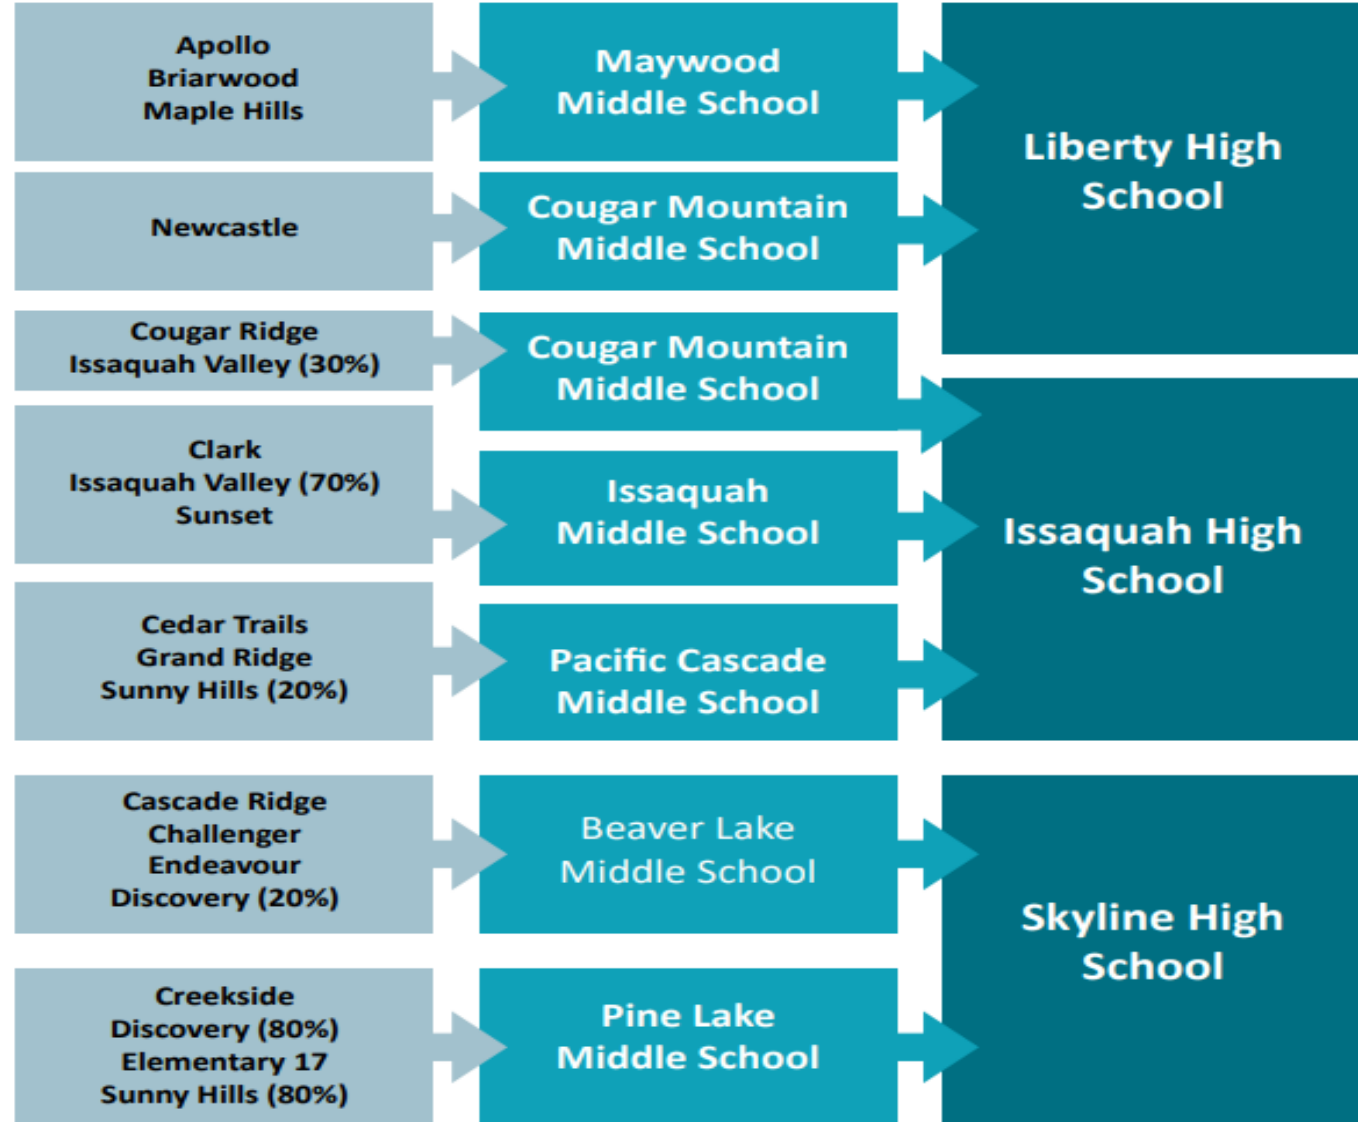 Apollo
Briarwood
Maple Hills
Maywood
Middle School
Liberty High
School
Newcastle
Cougar Mountain
Middle School
Cougar Ridge
Issaquah Valley (30%)
Cougar Mountain
Middle School
Clark
Issaquah Valley (70%)
Sunset
Issaquah
Middle School
Issaquah High
School
Cedar Trails
Grand Ridge
Sunny Hills (20%)
Pacific Cascade
Middle School
Cascade Ridge
Challenger
Endeavour
Discovery (20%)
Beaver Lake
Middle School
Skyline High
School
Creekside
Discovery (80%)
Elementary 17
Sunny Hills (80%)
Pine Lake
Middle School